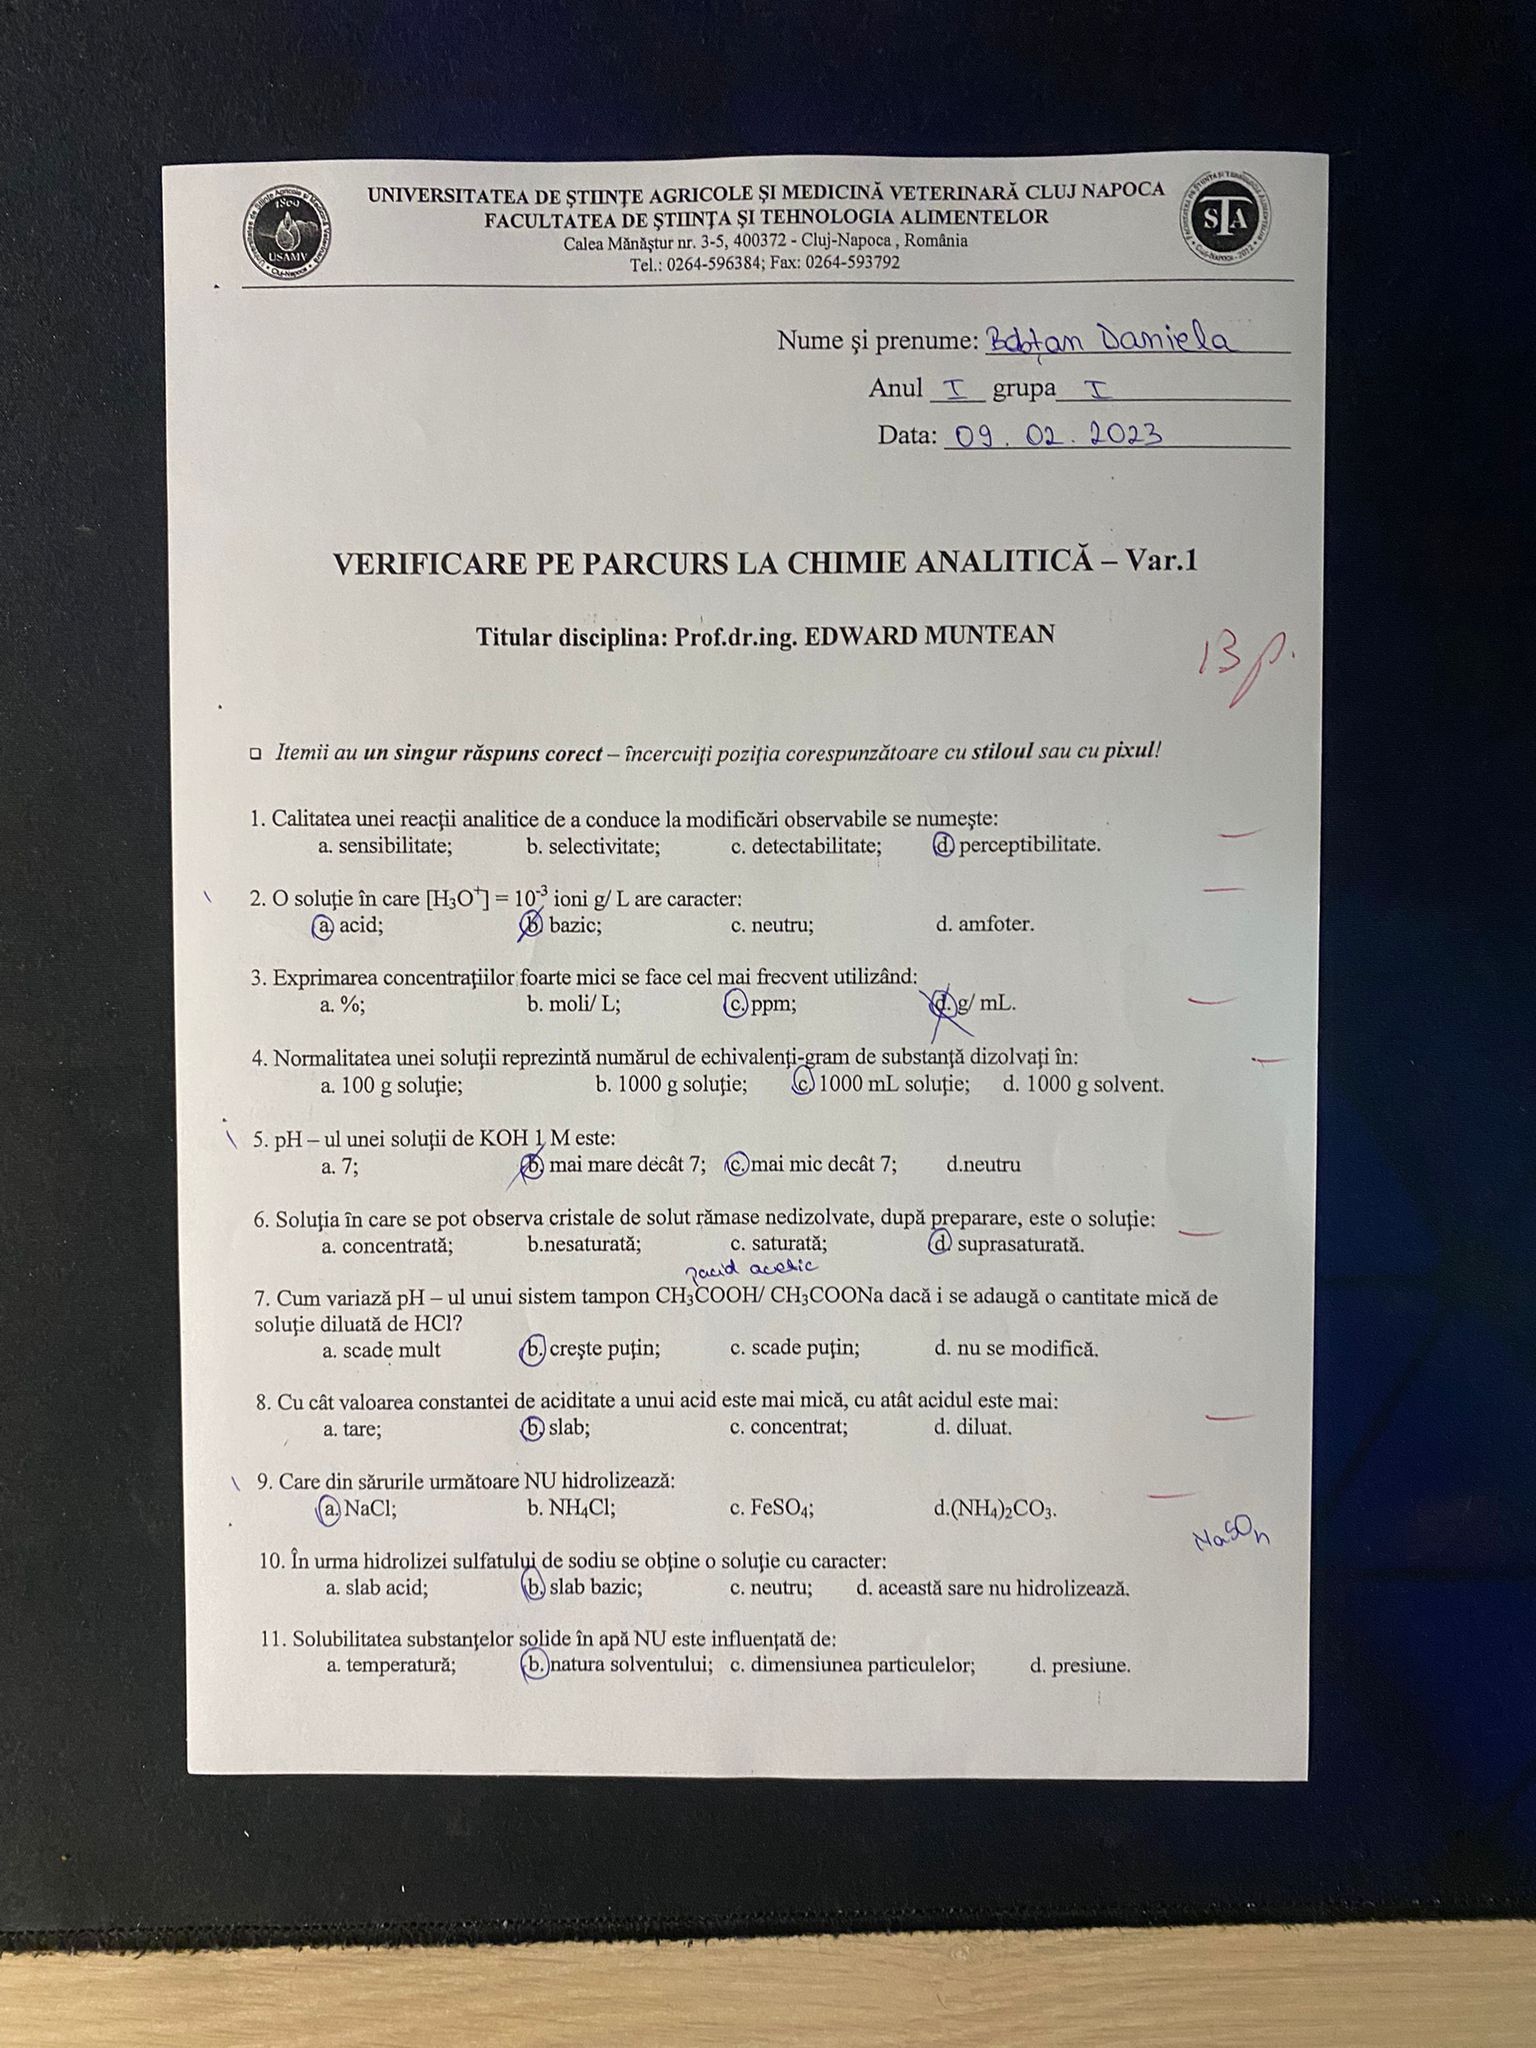 UNIVERSITATEA DE ŞTIINŢE AGRICOLE ŞI MEDICINĂ VETERINARĂ CLUJ NAPOCA
FACULTATEA DE ŞTIINŢA ŞI TEHNOLOGIA ALIMENTELOR
Calea Mănăştur nr. 3-5, 400372 - Cluj-Napoca , România
Tel.: 0264-596384; Fax: 0264-593792
1869
USAMV
STA
Nume şi prenume: Daniela
Anul I grupa I
Data: 09. 02. 2023
VERIFICARE PE PARCURS LA CHIMIE ANALITICĂ – Var.1
Titular disciplina: Prof.dr.ing. EDWARD MUNTEAN
13 p.
Itemii au un singur răspuns corect – încercuiţi poziţia corespunzătoare cu stiloul sau cu pixul!
1. Calitatea unei reacţii analitice de a conduce la modificări observabile se numeşte:
a. sensibilitate; b. selectivitate; c. detectabilitate; d. perceptibilitate.
2. O soluţie în care [H₃O⁺] = 10⁻³ ioni g/ L are caracter:
a. acid; b. bazic; c. neutru; d. amfoter.
3. Exprimarea concentraţiilor foarte mici se face cel mai frecvent utilizând:
a. %; b. moli/ L; c. ppm; d. g/ mL.
4. Normalitatea unei soluţii reprezintă numărul de echivalenţi-gram de substanţă dizolvaţi în:
a. 100 g soluţie; b. 1000 g soluţie; c. 1000 mL soluţie; d. 1000 g solvent.
5. pH – ul unei soluţii de KOH 1 M este:
a. 7; b. mai mare decât 7; c. mai mic decât 7; d.neutru
6. Soluţia în care se pot observa cristale de solut rămase nedizolvate, după preparare, este o soluţie:
a. concentrată; b.nesaturată; c. saturată; d. suprasaturată.
acid acetic
7. Cum variază pH – ul unui sistem tampon CH₃COOH/ CH₃COONa dacă i se adaugă o cantitate mică de
soluţie diluată de HCl?
a. scade mult b. creşte puţin; c. scade puţin; d. nu se modifică.
8. Cu cât valoarea constantei de aciditate a unui acid este mai mică, cu atât acidul este mai:
a. tare; b. slab; c. concentrat; d. diluat.
9. Care din sărurile următoare NU hidrolizează:
a. NaCl; b. NH₄Cl; c. FeSO₄; d.(NH₄)₂CO₃.
10. În urma hidrolizei sulfatului de sodiu se obţine o soluţie cu caracter:
a. slab acid; b. slab bazic; c. neutru; d. această sare nu hidrolizează.
11. Solubilitatea substanţelor solide în apă NU este influenţată de:
a. temperatură; b. natura solventului; c. dimensiunea particulelor; d. presiune.